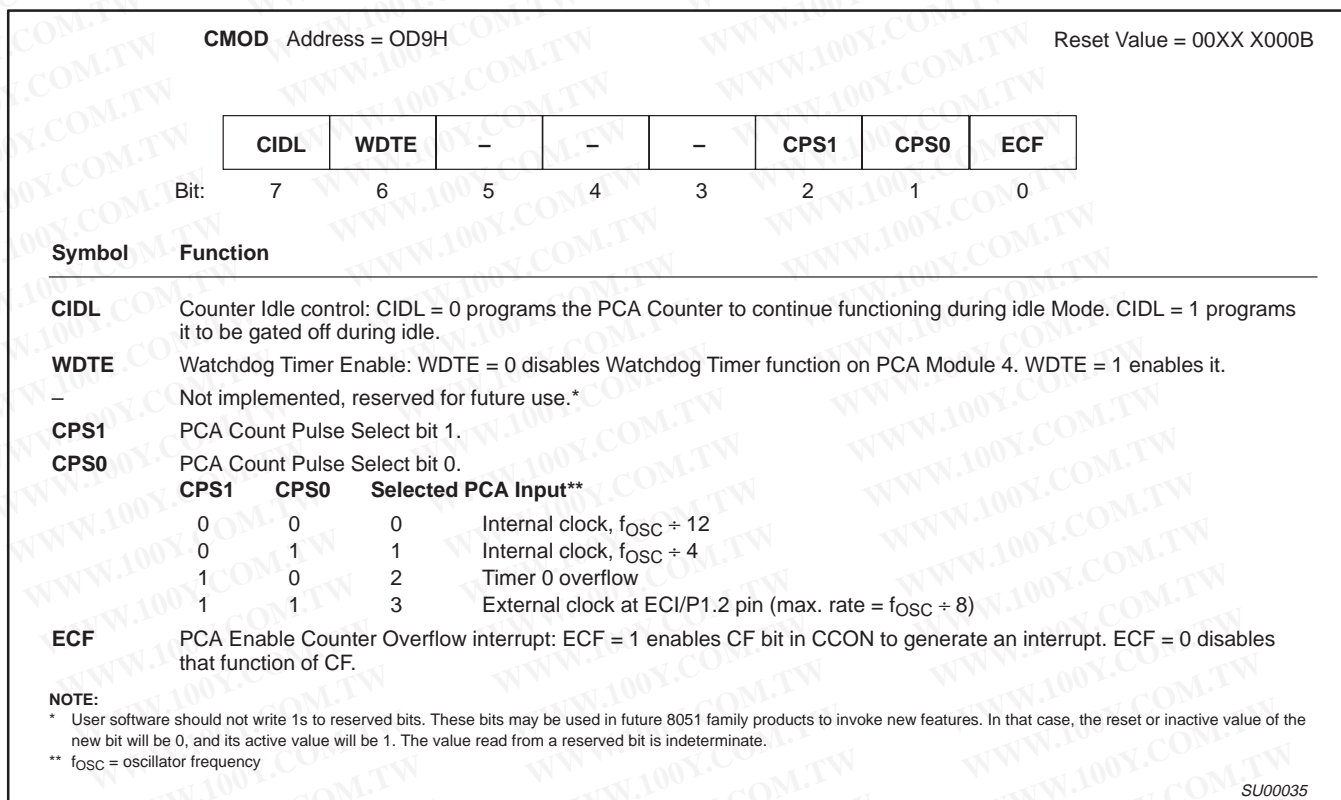 CMOD Address = OD9H Reset Value = 00XX X000B
CIDL WDTE – – – CPS1 CPS0 ECF
Bit: 7 6 5 4 3 2 1 0
Symbol Function
CIDL Counter Idle control: CIDL = 0 programs the PCA Counter to continue functioning during idle Mode. CIDL = 1 programs
it to be gated off during idle.
WDTE Watchdog Timer Enable: WDTE = 0 disables Watchdog Timer function on PCA Module 4. WDTE = 1 enables it.
– Not implemented, reserved for future use.*
CPS1 PCA Count Pulse Select bit 1.
CPS0 PCA Count Pulse Select bit 0.
CPS1 CPS0 Selected PCA Input**
0 0 0 Internal clock, fOSC ÷ 12
0 1 1 Internal clock, fOSC ÷ 4
1 0 2 Timer 0 overflow
1 1 3 External clock at ECI/P1.2 pin (max. rate = fOSC ÷ 8)
ECF PCA Enable Counter Overflow interrupt: ECF = 1 enables CF bit in CCON to generate an interrupt. ECF = 0 disables
that function of CF.
NOTE:
* User software should not write 1s to reserved bits. These bits may be used in future 8051 family products to invoke new features. In that case, the reset or inactive value of the
new bit will be 0, and its active value will be 1. The value read from a reserved bit is indeterminate.
** fOSC = oscillator frequency
SU00035
WWW.100Y.COM.TW